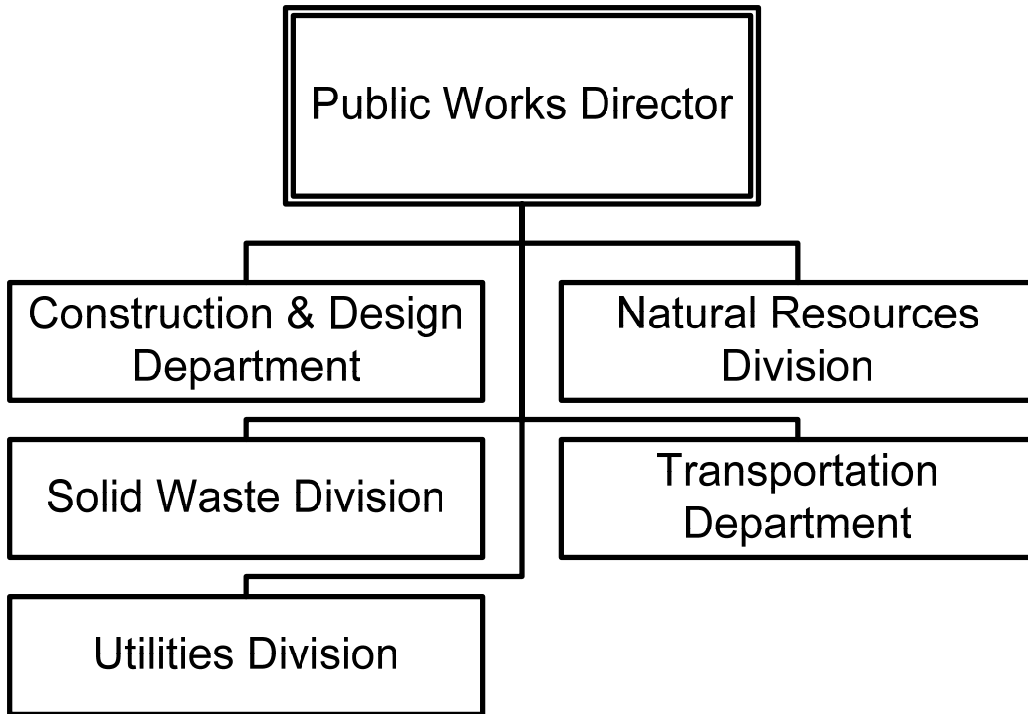 Public Works Director
Construction & Design
Department
Natural Resources
Division
Solid Waste Division
Transportation
Department
Utilities Division